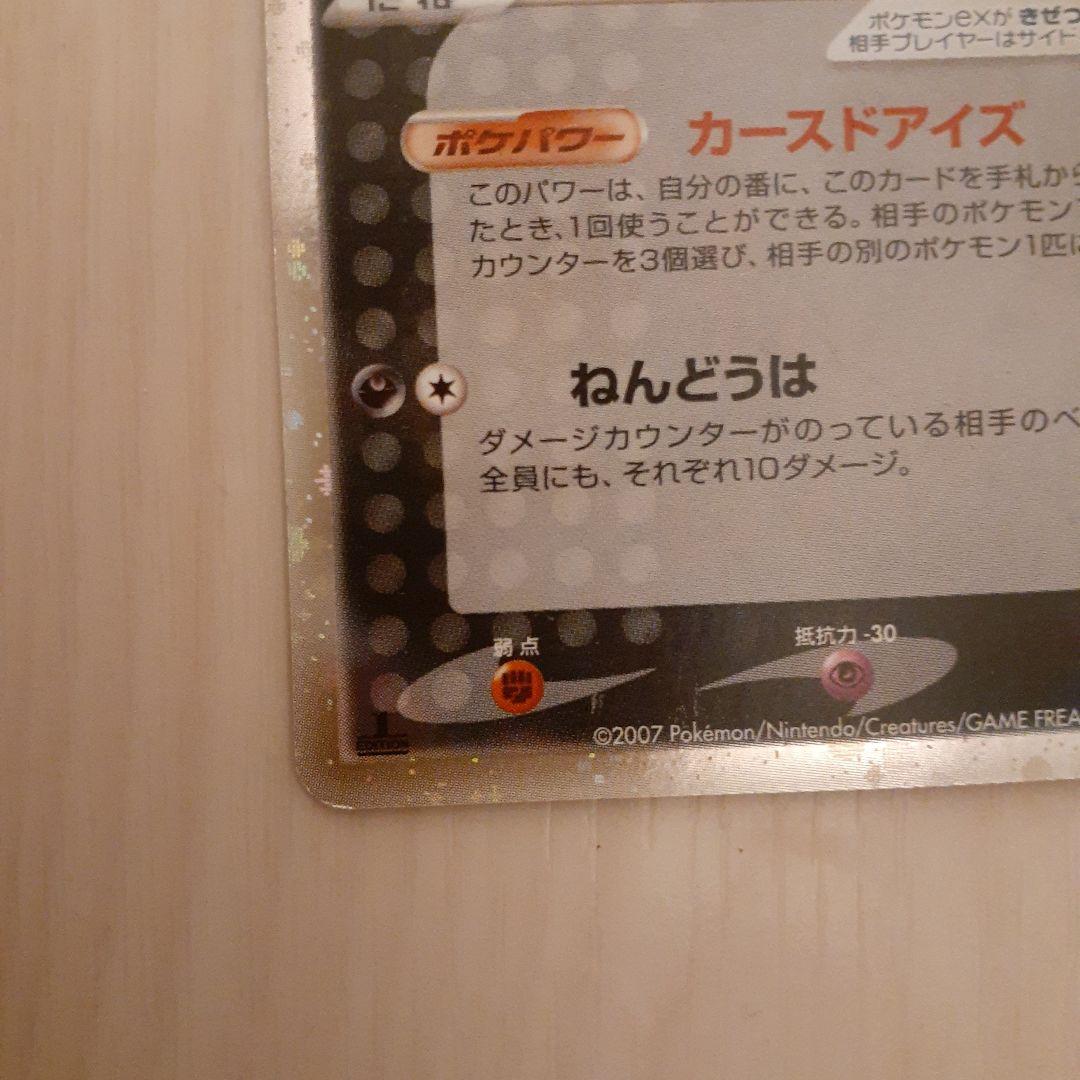 ポケモンexが きぜつ
相手プレイヤーはサイド
ポケパワー カースドアイズ
このパワーは、自分の番に、このカードを手札から
たとき、1回使うことができる。相手のポケモン1
カウンターを3個選び、相手の別のポケモン1匹に
ねんどうは
ダメージカウンターがのっている相手のベ
全員にも、それぞれ10ダメージ。
弱点 抵抗力 -30
1
EDITION
©2007 Pokémon/Nintendo/Creatures/GAME FREA